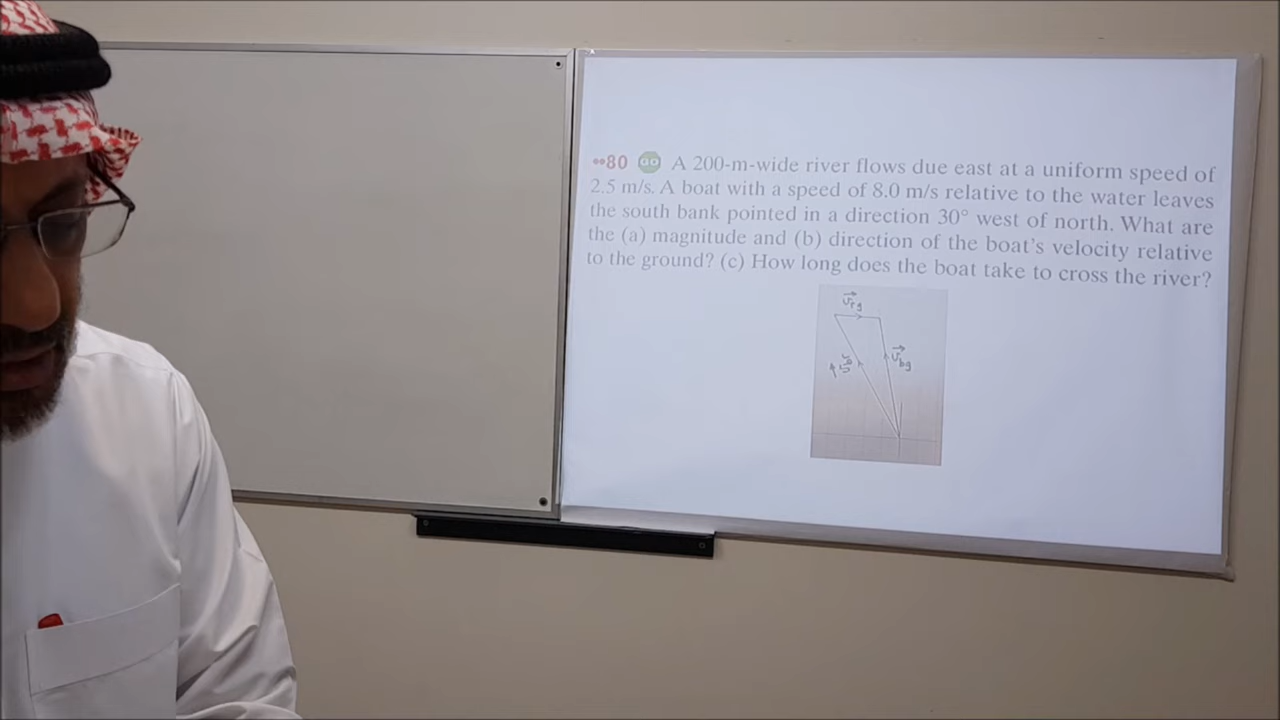 ••80 GO A 200-m-wide river flows due east at a uniform speed of
2.5 m/s. A boat with a speed of 8.0 m/s relative to the water leaves
the south bank pointed in a direction 30° west of north. What are
the (a) magnitude and (b) direction of the boat's velocity relative
to the ground? (c) How long does the boat take to cross the river?
v⃗rg
v⃗bg